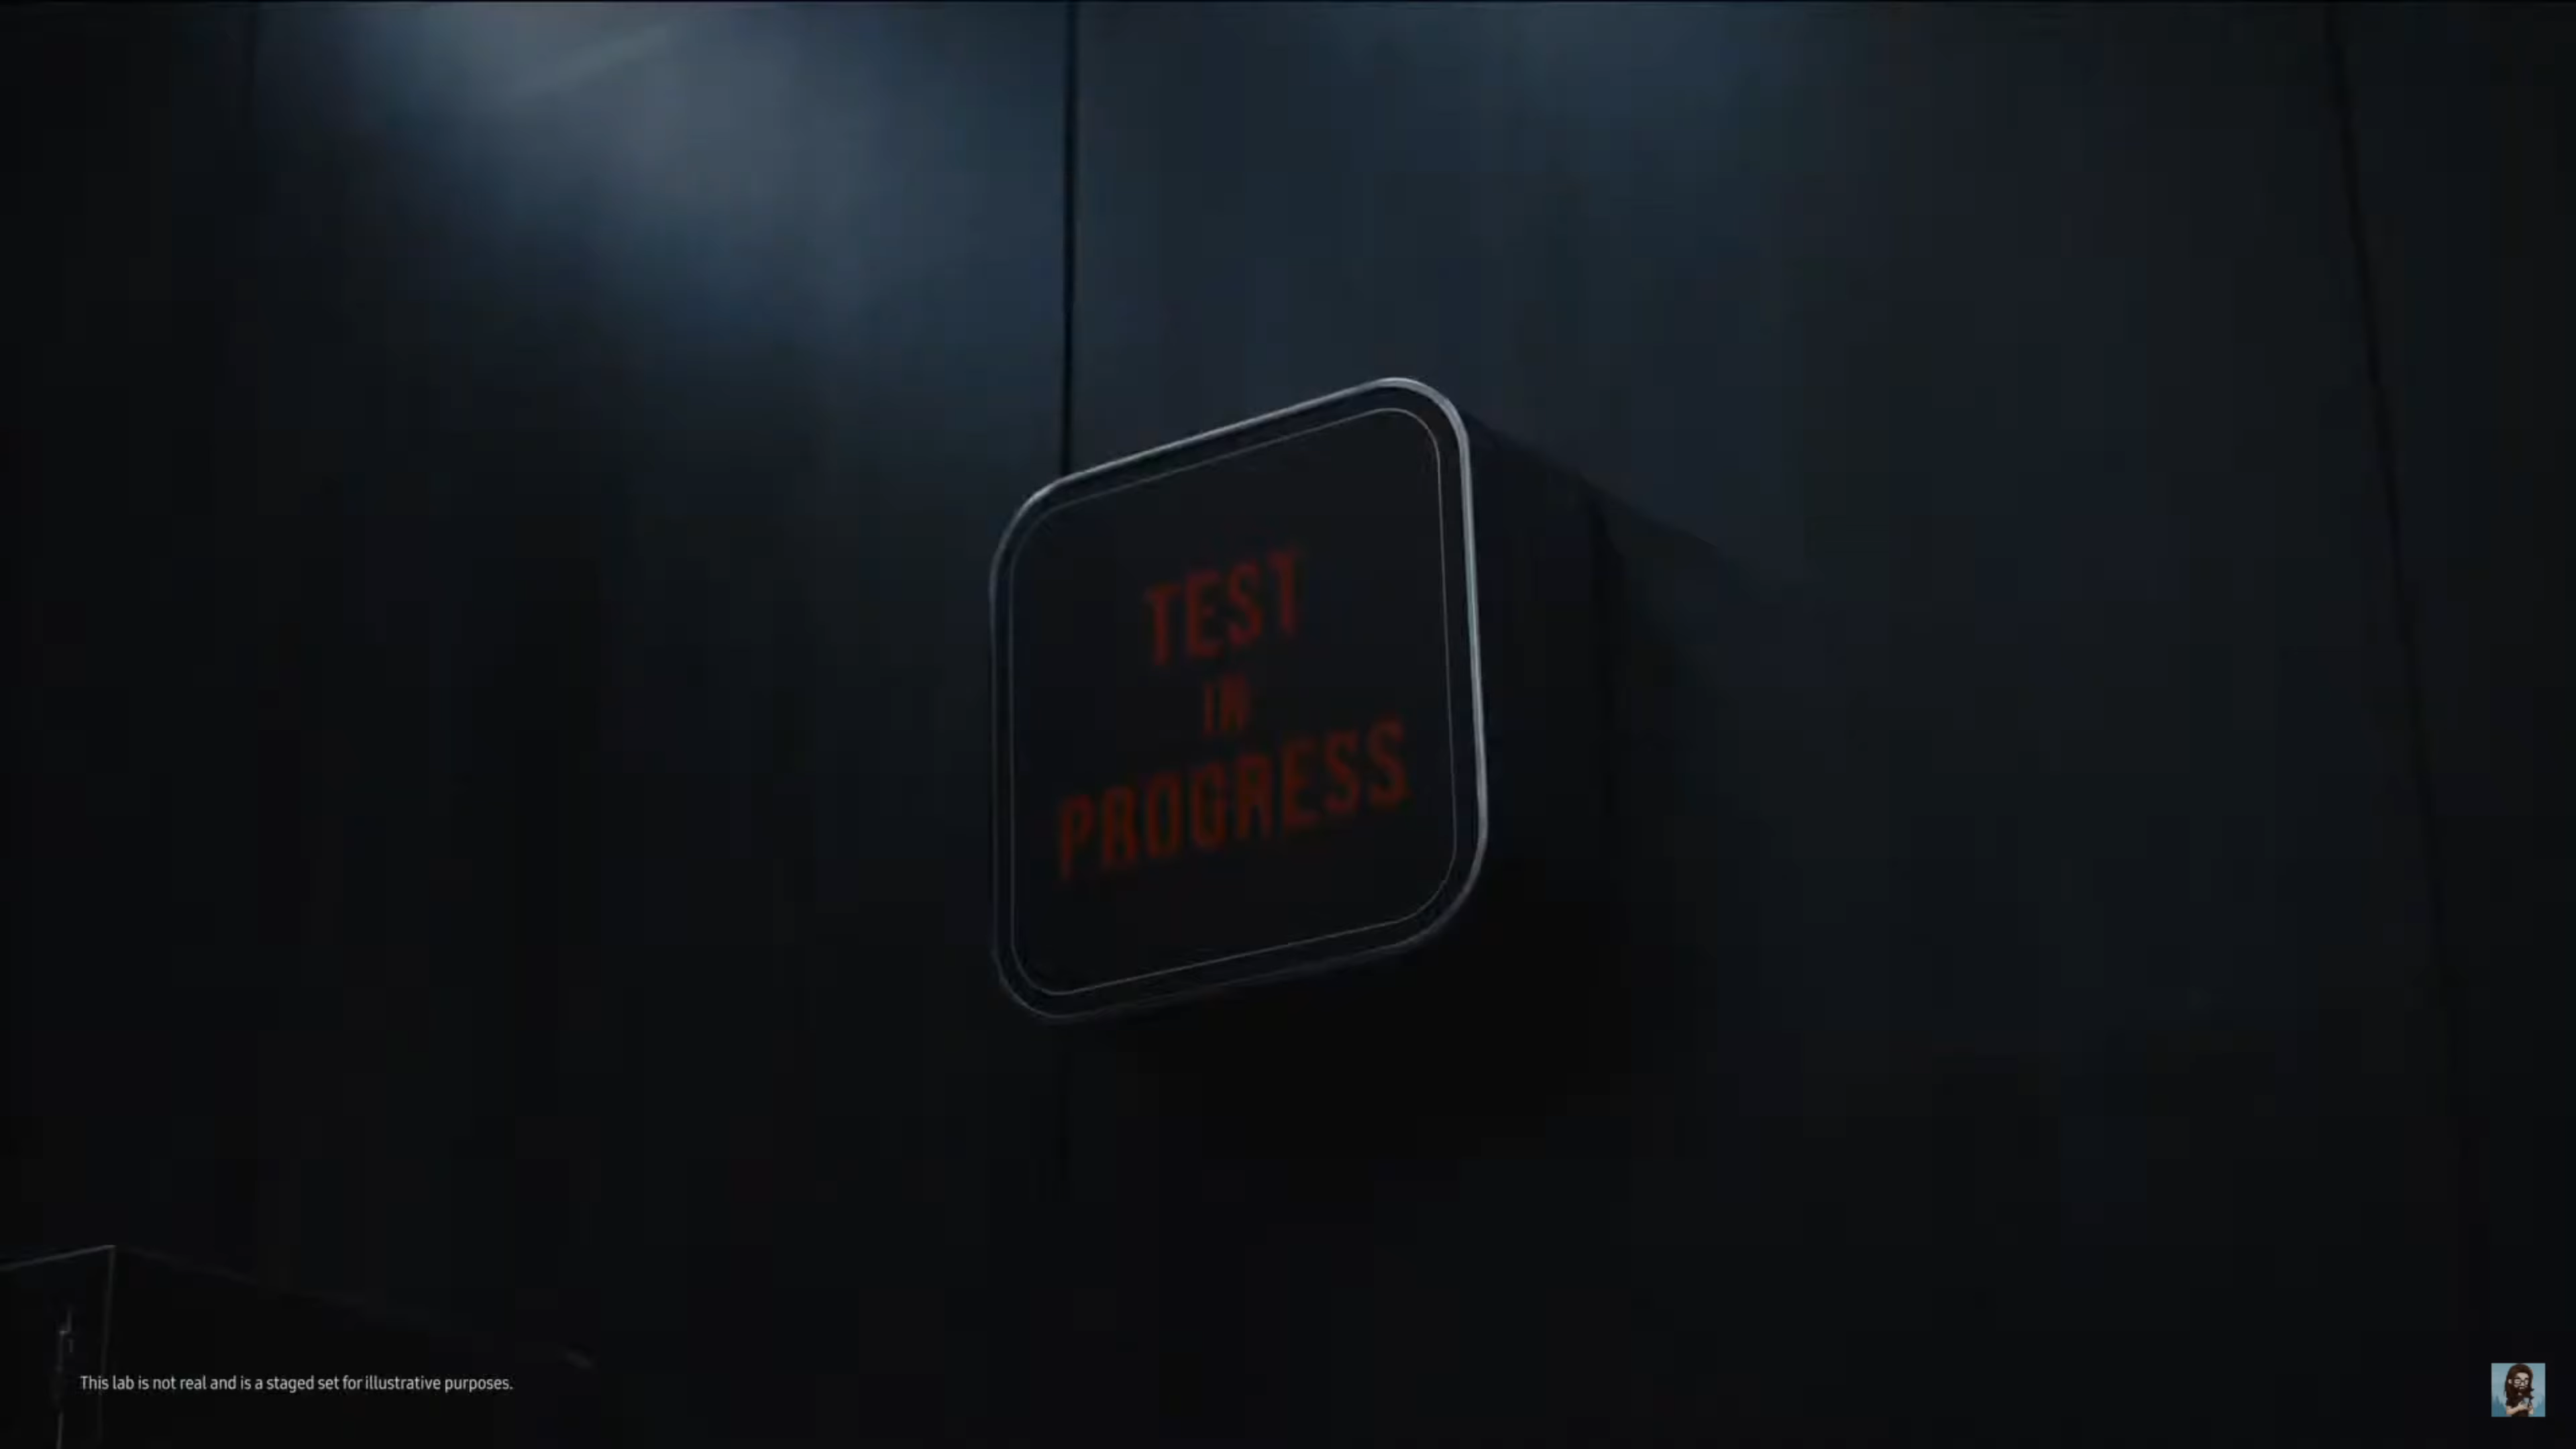 TEST
IN
PROGRESS
This lab is not real and is a staged set for illustrative purposes.